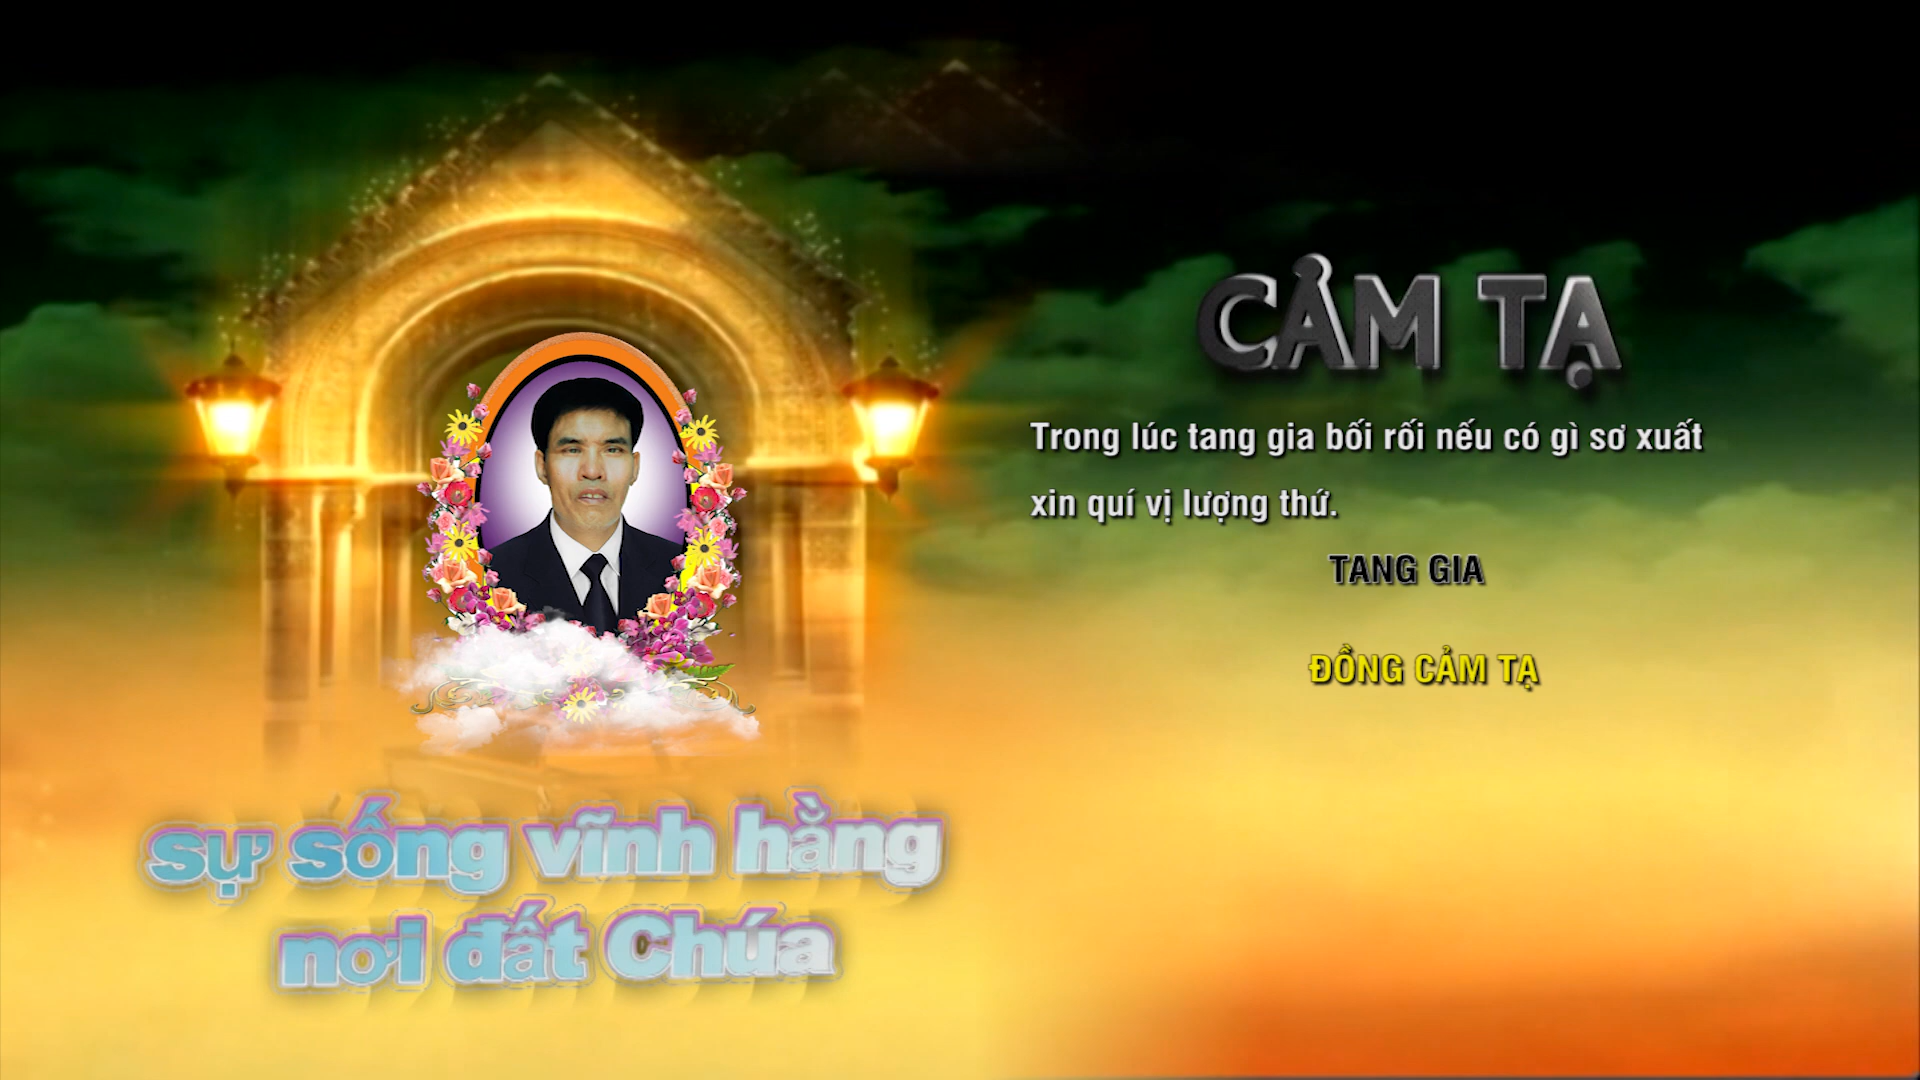 CẢM TẠ
Trong lúc tang gia bối rối nếu có gì sơ xuất
xin quí vị lượng thứ.
TANG GIA
ĐỒNG CẢM TẠ
sự sống vĩnh hằng
nơi đất Chúa